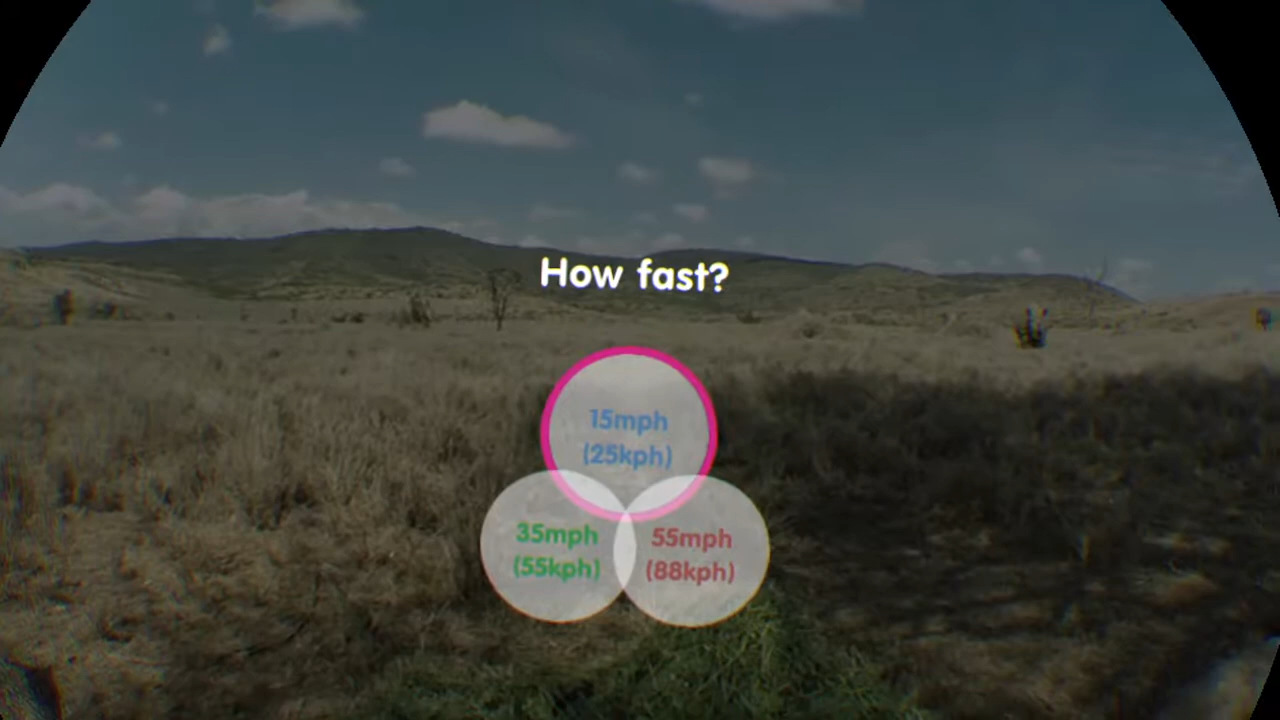 How fast?
15mph
(25kph)
35mph
(55kph)
55mph
(88kph)